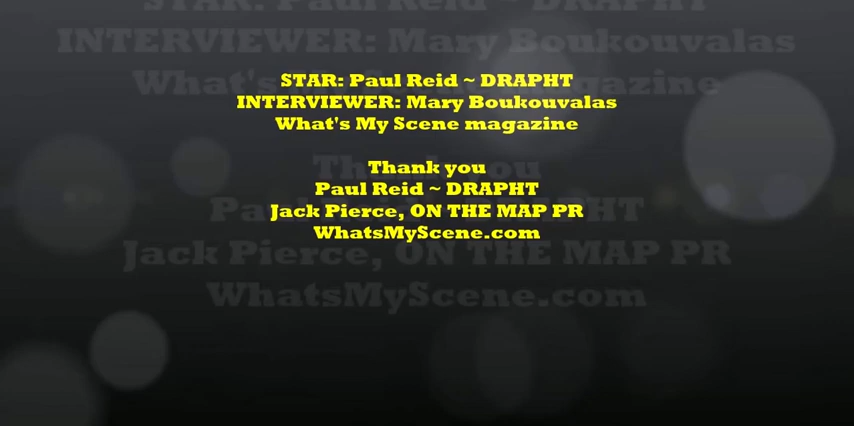 STAR: Paul Reid ~ DRAPHT
INTERVIEWER: Mary Boukouvalas
What's My Scene magazine
Thank you
Paul Reid ~ DRAPHT
Jack Pierce, ON THE MAP PR
WhatsMyScene.com